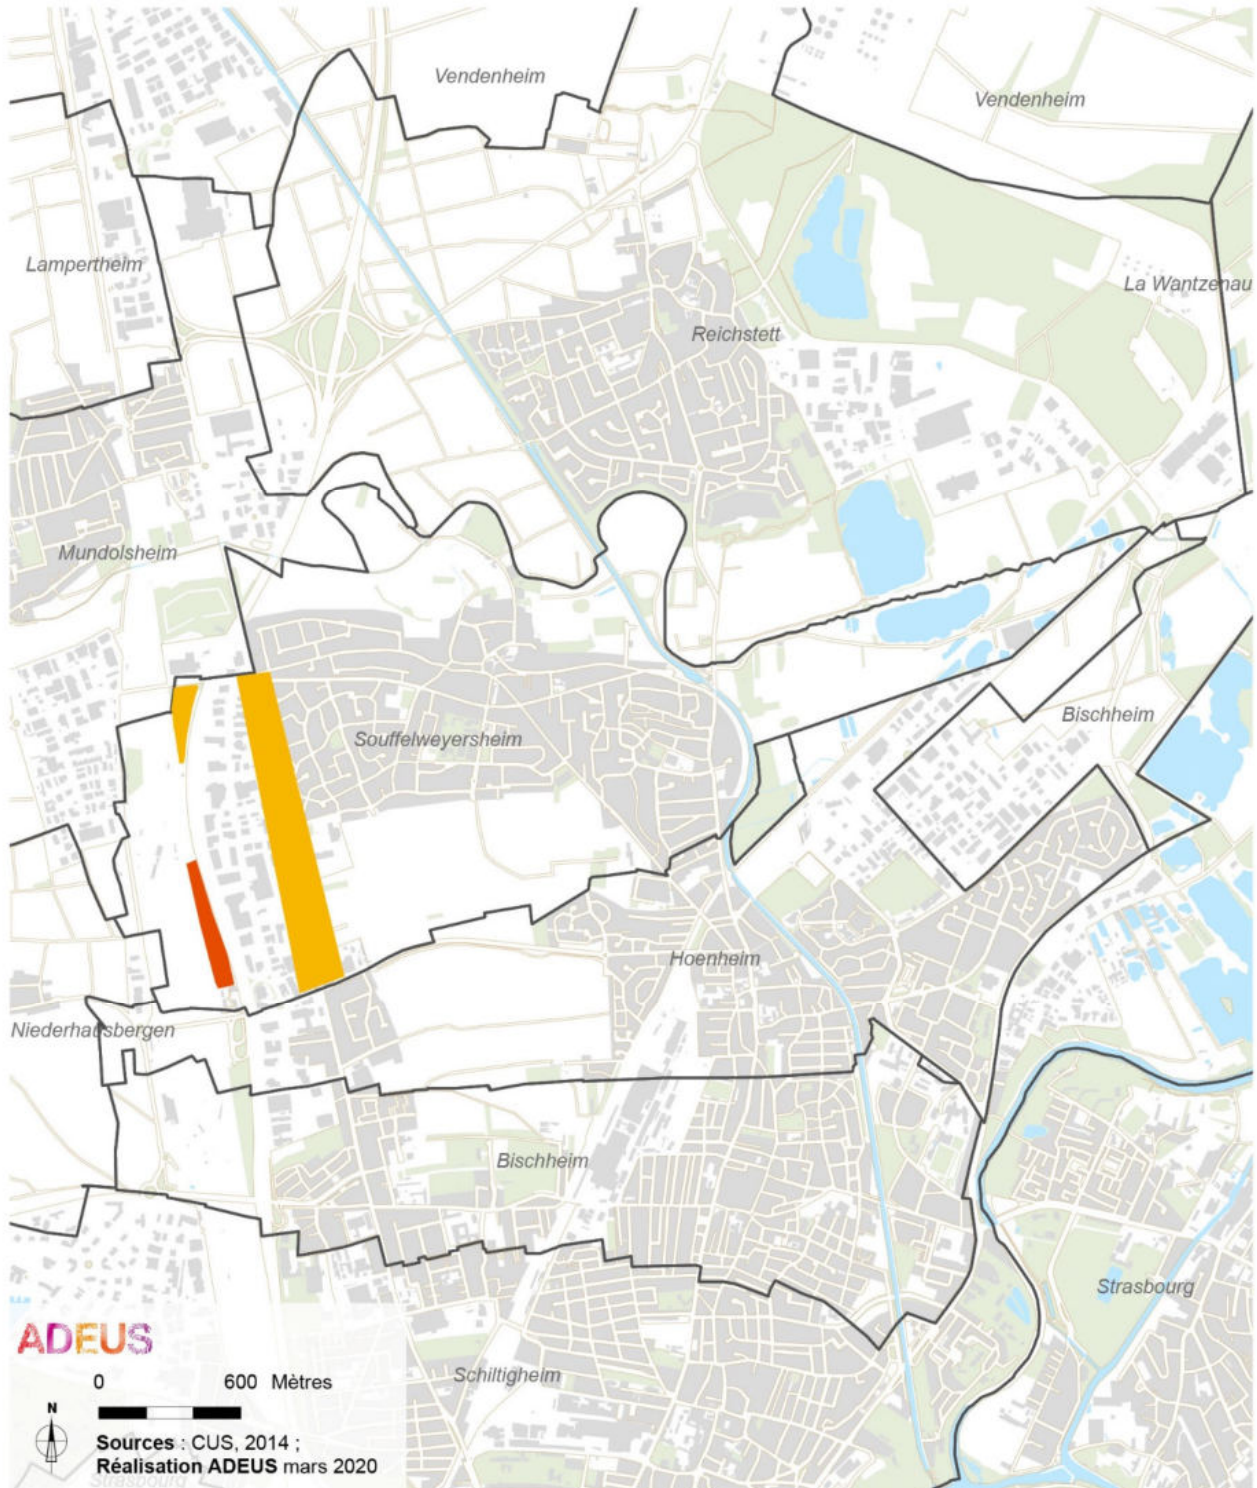 Vendenheim
Vendenheim
Lampertheim
La Wantzenau
Reichstett
Mundolsheim
Bischheim
Souffelweyersheim
Hoenheim
Niederhausbergen
Bischheim
Strasbourg
ADEUS
Schiltigheim
0 600 Mètres
N
Sources : CUS, 2014 ;
Réalisation ADEUS mars 2020
Strasbourg